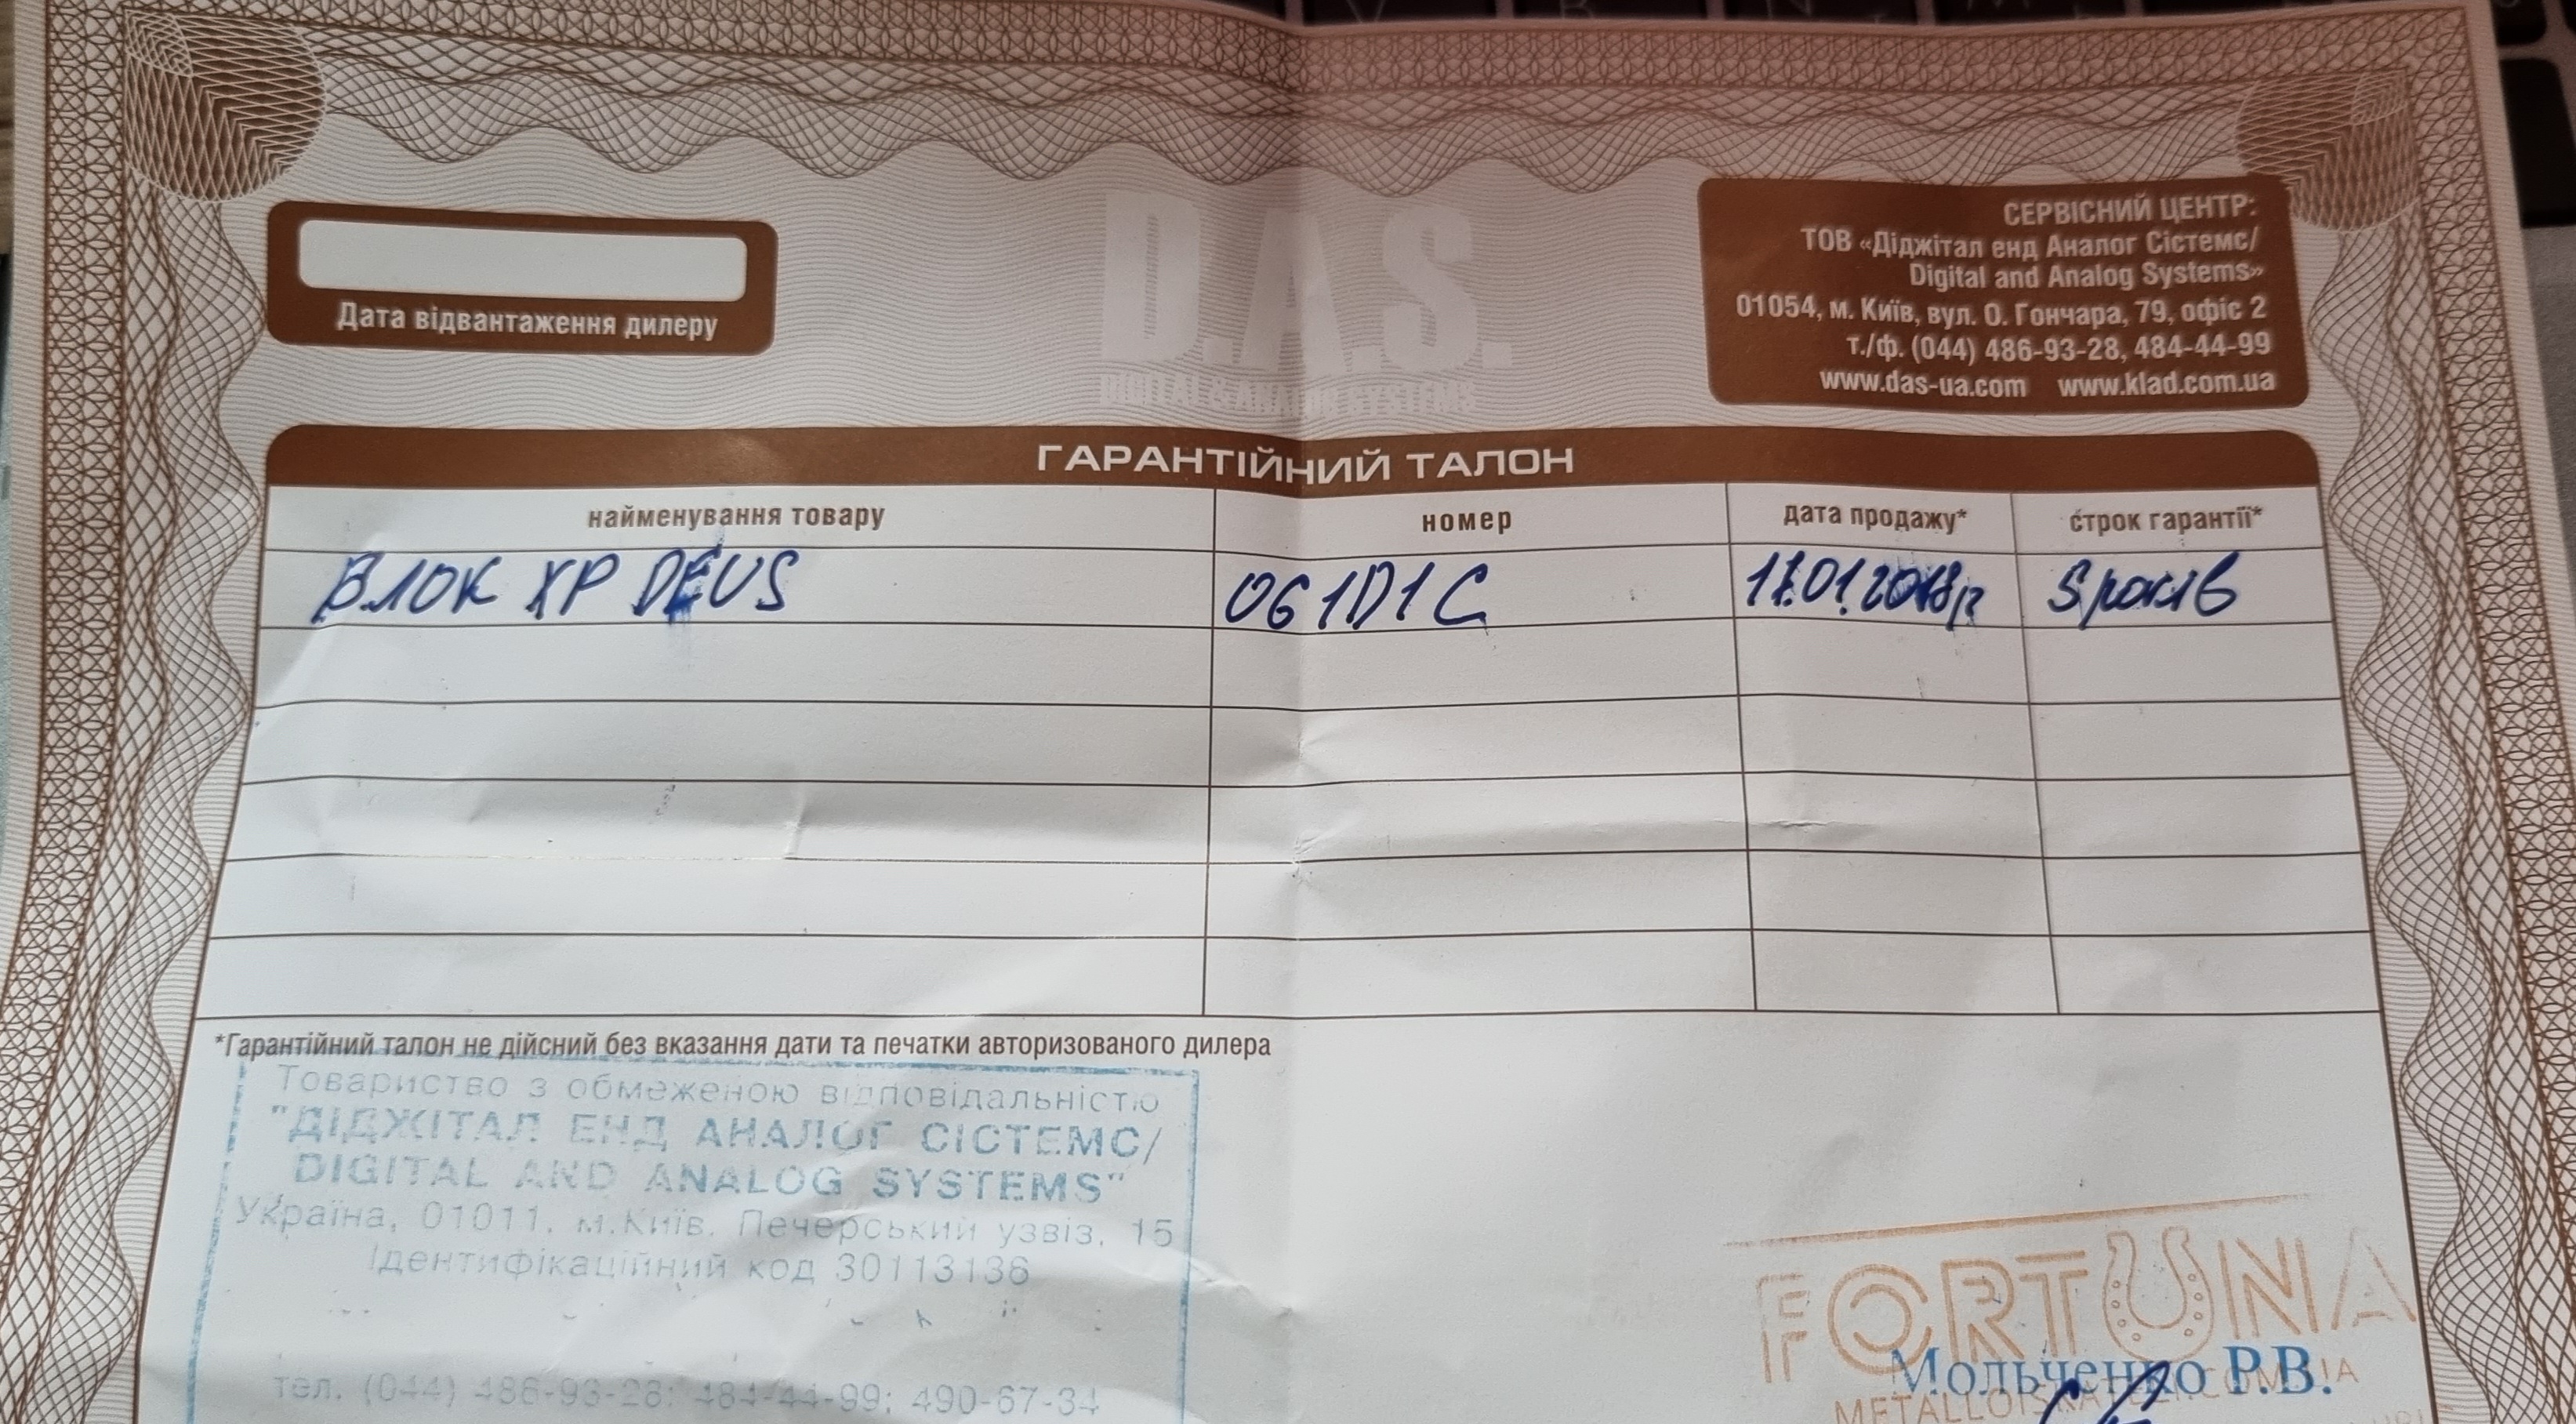 D.A.S.
DIGITAL & ANALOG SYSTEMS
Дата відвантаження дилеру
СЕРВІСНИЙ ЦЕНТР:
ТОВ «Діджітал енд Аналог Сістемс/
Digital and Analog Systems»
01054, м. Київ, вул. О. Гончара, 79, офіс 2
т./ф. (044) 486-93-28, 484-44-99
www.das-ua.com www.klad.com.ua
ГАРАНТІЙНИЙ ТАЛОН
найменування товару номер дата продажу* строк гарантії*
БЛОК XP DEUS 061D1C 5 років
*Гарантійний талон не дійсний без вказання дати та печатки авторизованого дилера
Товариство з обмеженою відповідальністю
"ДІДЖІТАЛ ЕНД АНАЛОГ СІСТЕМС/
DIGITAL AND ANALOG SYSTEMS"
Україна, 01011, м.Київ, Печерський узвіз, 15
Ідентифікаційний код 30113136
тел. (044) 486-93-28; 484-44-99; 490-67-34
FORTUNA
Мольченко Р.В.